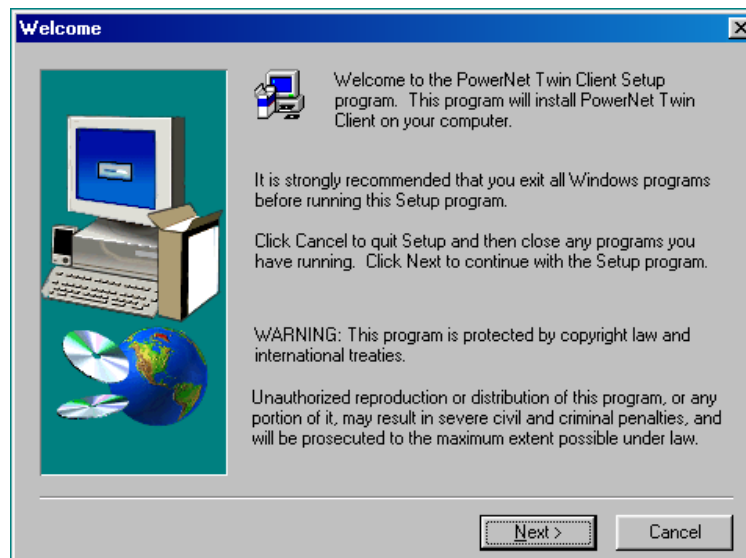 Welcome
Welcome to the PowerNet Twin Client Setup
program. This program will install PowerNet Twin
Client on your computer.
It is strongly recommended that you exit all Windows programs
before running this Setup program.
Click Cancel to quit Setup and then close any programs you
have running. Click Next to continue with the Setup program.
WARNING: This program is protected by copyright law and
international treaties.
Unauthorized reproduction or distribution of this program, or any
portion of it, may result in severe civil and criminal penalties, and
will be prosecuted to the maximum extent possible under law.
Next >
Cancel